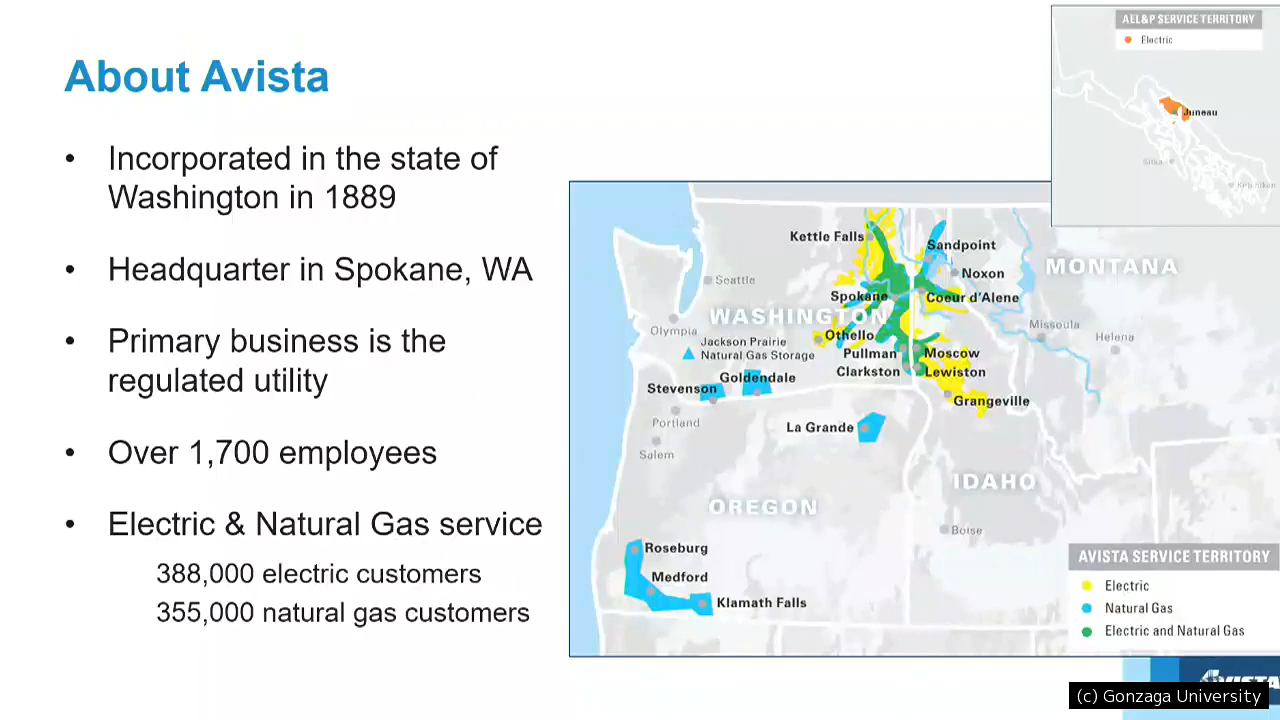 About Avista
• Incorporated in the state of
Washington in 1889
• Headquarter in Spokane, WA
• Primary business is the
regulated utility
• Over 1,700 employees
• Electric & Natural Gas service
388,000 electric customers
355,000 natural gas customers
AEL&P SERVICE TERRITORY
Electric
Juneau
Sitka
Ketchikan
Kettle Falls
Sandpoint
Noxon
MONTANA
Seattle
Spokane
Coeur d'Alene
WASHINGTON
Olympia
Othello
Missoula
Helena
Jackson Prairie
Natural Gas Storage
Pullman
Moscow
Clarkston
Lewiston
Goldendale
Stevenson
Grangeville
Portland
La Grande
Salem
IDAHO
OREGON
Boise
Roseburg
Medford
Klamath Falls
AVISTA SERVICE TERRITORY
Electric
Natural Gas
Electric and Natural Gas
AVISTA
(c) Gonzaga University